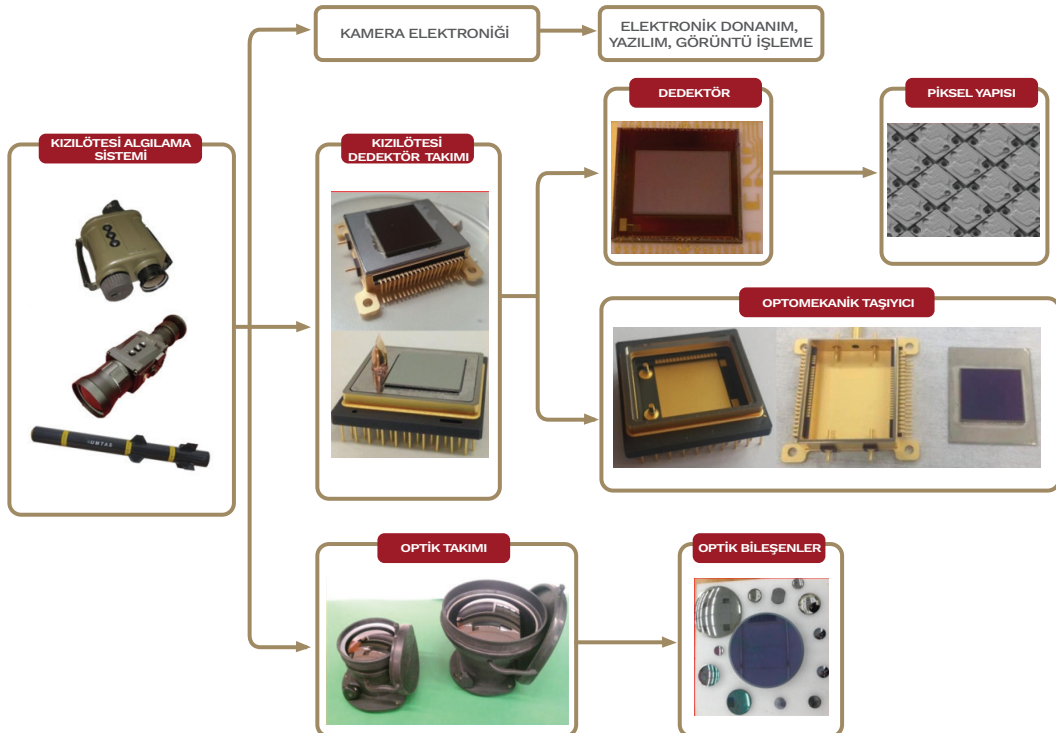 KAMERA ELEKTRONİĞİ
ELEKTRONİK DONANIM,
YAZILIM, GÖRÜNTÜ İŞLEME
DEDEKTÖR
PİKSEL YAPISI
KIZILÖTESİ ALGILAMA
SİSTEMİ
KIZILÖTESİ
DEDEKTÖR TAKIMI
OPTOMEKANİK TAŞIYICI
UMTAS
OPTİK TAKIMI
OPTİK BİLEŞENLER